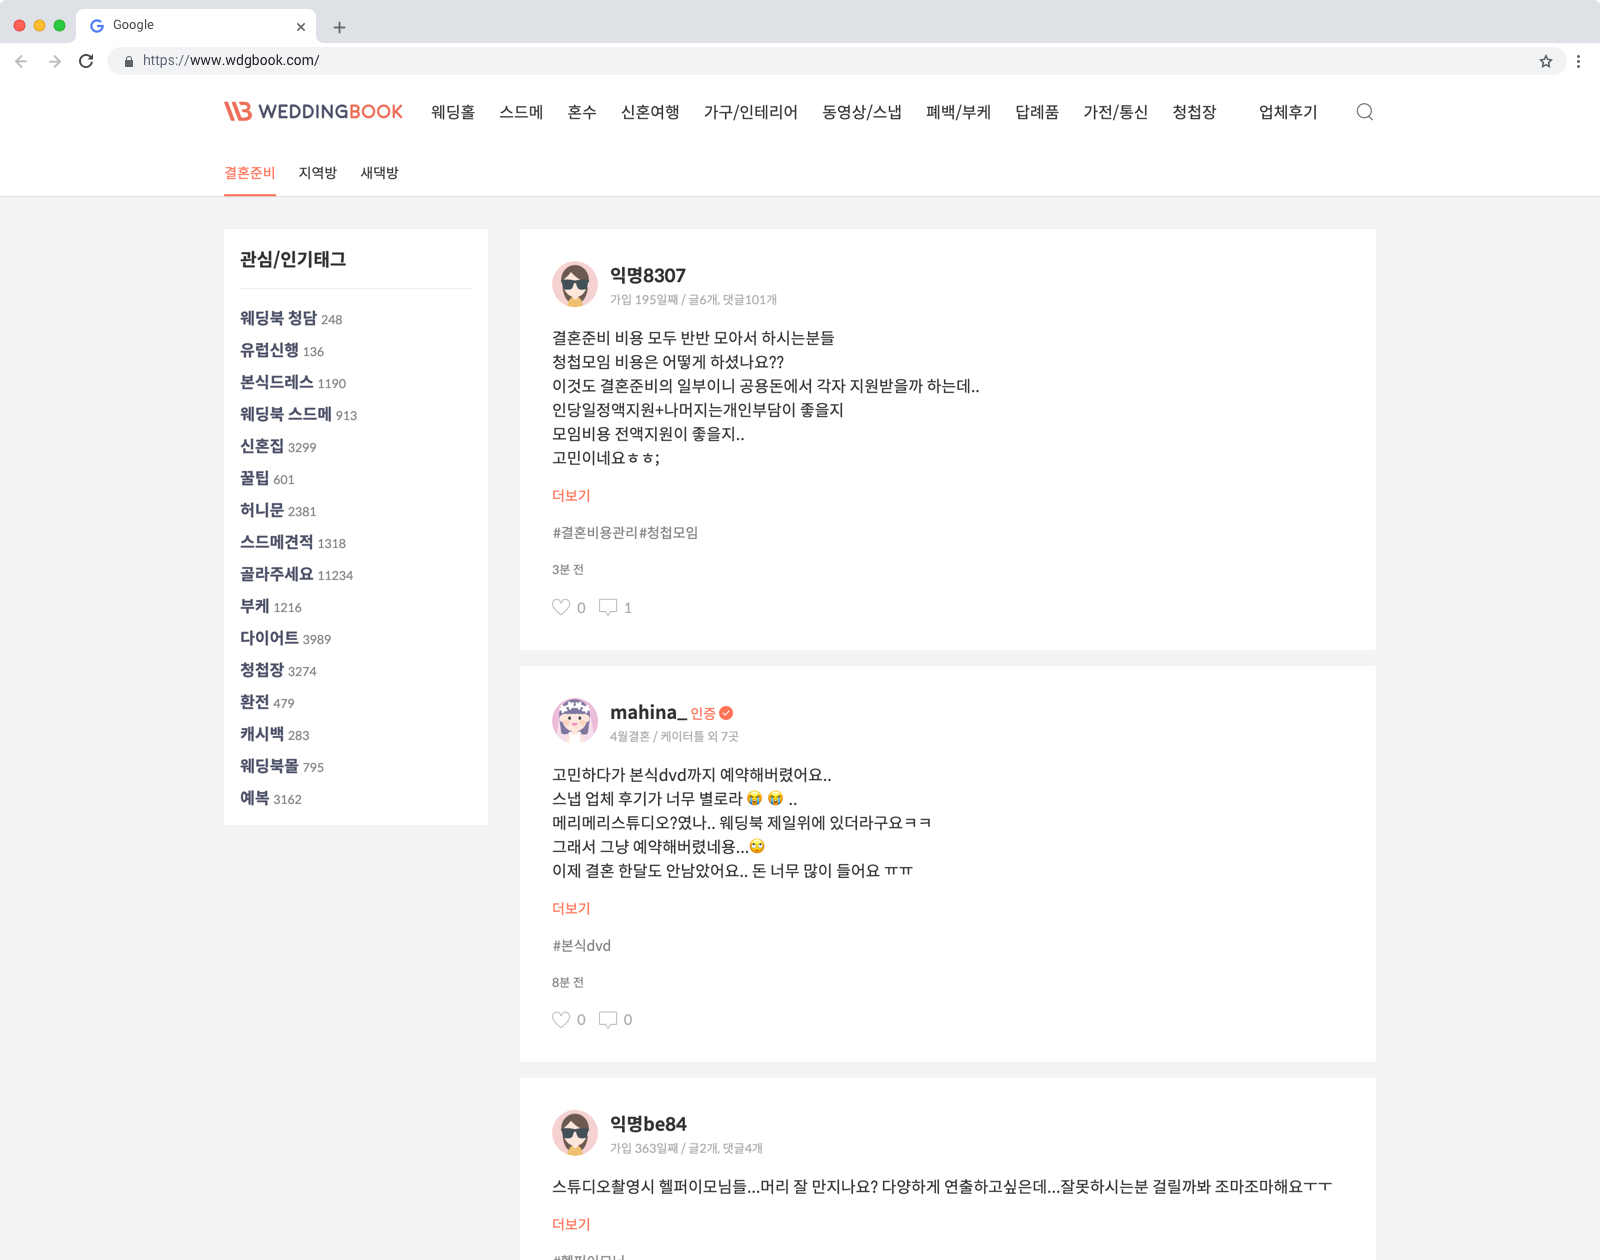 Google
https://www.wdgbook.com/
WEDDINGBOOK 웨딩홀 스드메 혼수 신혼여행 가구/인테리어 동영상/스냅 폐백/부케 답례품 가전/통신 청첩장 업체후기
결혼준비 지역방 새댁방
관심/인기태그
웨딩북 청담 248
유럽신행 136
본식드레스 1190
웨딩북 스드메 913
신혼집 3299
꿀팁 601
허니문 2381
스드메견적 1318
골라주세요 11234
부케 1216
다이어트 3989
청첩장 3274
환전 479
캐시백 283
웨딩북몰 795
예복 3162
익명8307
가입 195일째 / 글6개, 댓글101개
결혼준비 비용 모두 반반 모아서 하시는분들
청첩모임 비용은 어떻게 하셨나요??
이것도 결혼준비의 일부이니 공용돈에서 각자 지원받을까 하는데..
인당일정액지원+나머지는개인부담이 좋을지
모임비용 전액지원이 좋을지..
고민이네요ㅎㅎ;
더보기
#결혼비용관리#청첩모임
3분 전
0 1
mahina_ 인증
4월결혼 / 케이터틀 외 7곳
고민하다가 본식dvd까지 예약해버렸어요..
스냅 업체 후기가 너무 별로라 😭 😭 ..
메리메리스튜디오?였나.. 웨딩북 제일위에 있더라구요ㅋㅋ
그래서 그냥 예약해버렸네용...🙄
이제 결혼 한달도 안남았어요.. 돈 너무 많이 들어요 ㅠㅠ
더보기
#본식dvd
8분 전
0 0
익명be84
가입 363일째 / 글2개, 댓글4개
스튜디오촬영시 헬퍼이모님들...머리 잘 만지나요? 다양하게 연출하고싶은데...잘못하시는분 걸릴까봐 조마조마해요ㅜㅜ
더보기
#헬퍼이모님